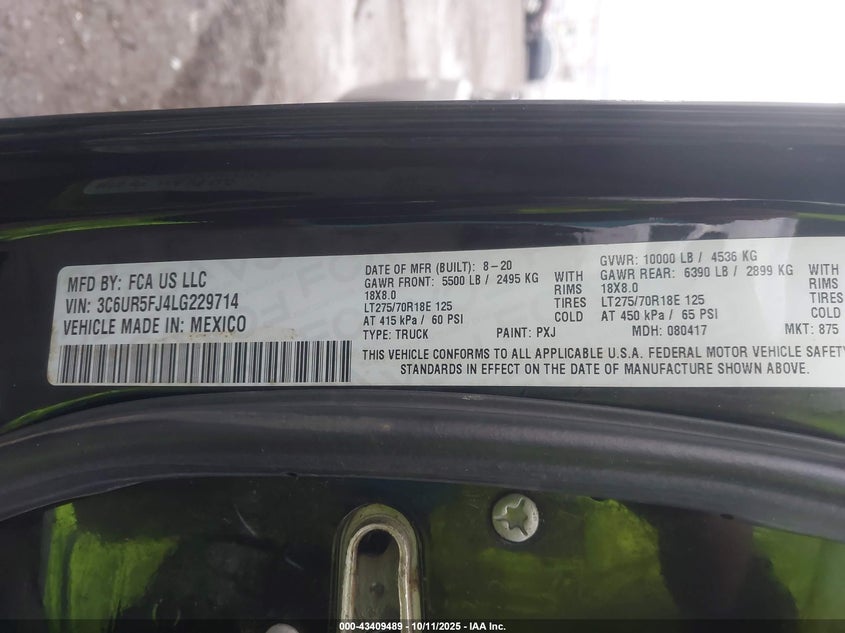 MFD BY: FCA US LLC
VIN: 3C6UR5FJ4LG229714
VEHICLE MADE IN: MEXICO
DATE OF MFR (BUILT): 8-20
GAWR FRONT: 5500 LB / 2495 KG WITH
18X8.0 RIMS
LT275/70R18E 125 TIRES
AT 415 kPa / 60 PSI COLD
TYPE: TRUCK PAINT: PXJ
GVWR: 10000 LB / 4536 KG
GAWR REAR: 6390 LB / 2899 KG WITH
18X8.0 RIMS
LT275/70R18E 125 TIRES
AT 450 kPa / 65 PSI COLD
MDH: 080417 MKT: 875
THIS VEHICLE CONFORMS TO ALL APPLICABLE U.S.A. FEDERAL MOTOR VEHICLE SAFETY
STANDARDS IN EFFECT ON THE DATE OF MANUFACTURE SHOWN ABOVE.
000-43409489 - 10/11/2025 - IAA Inc.